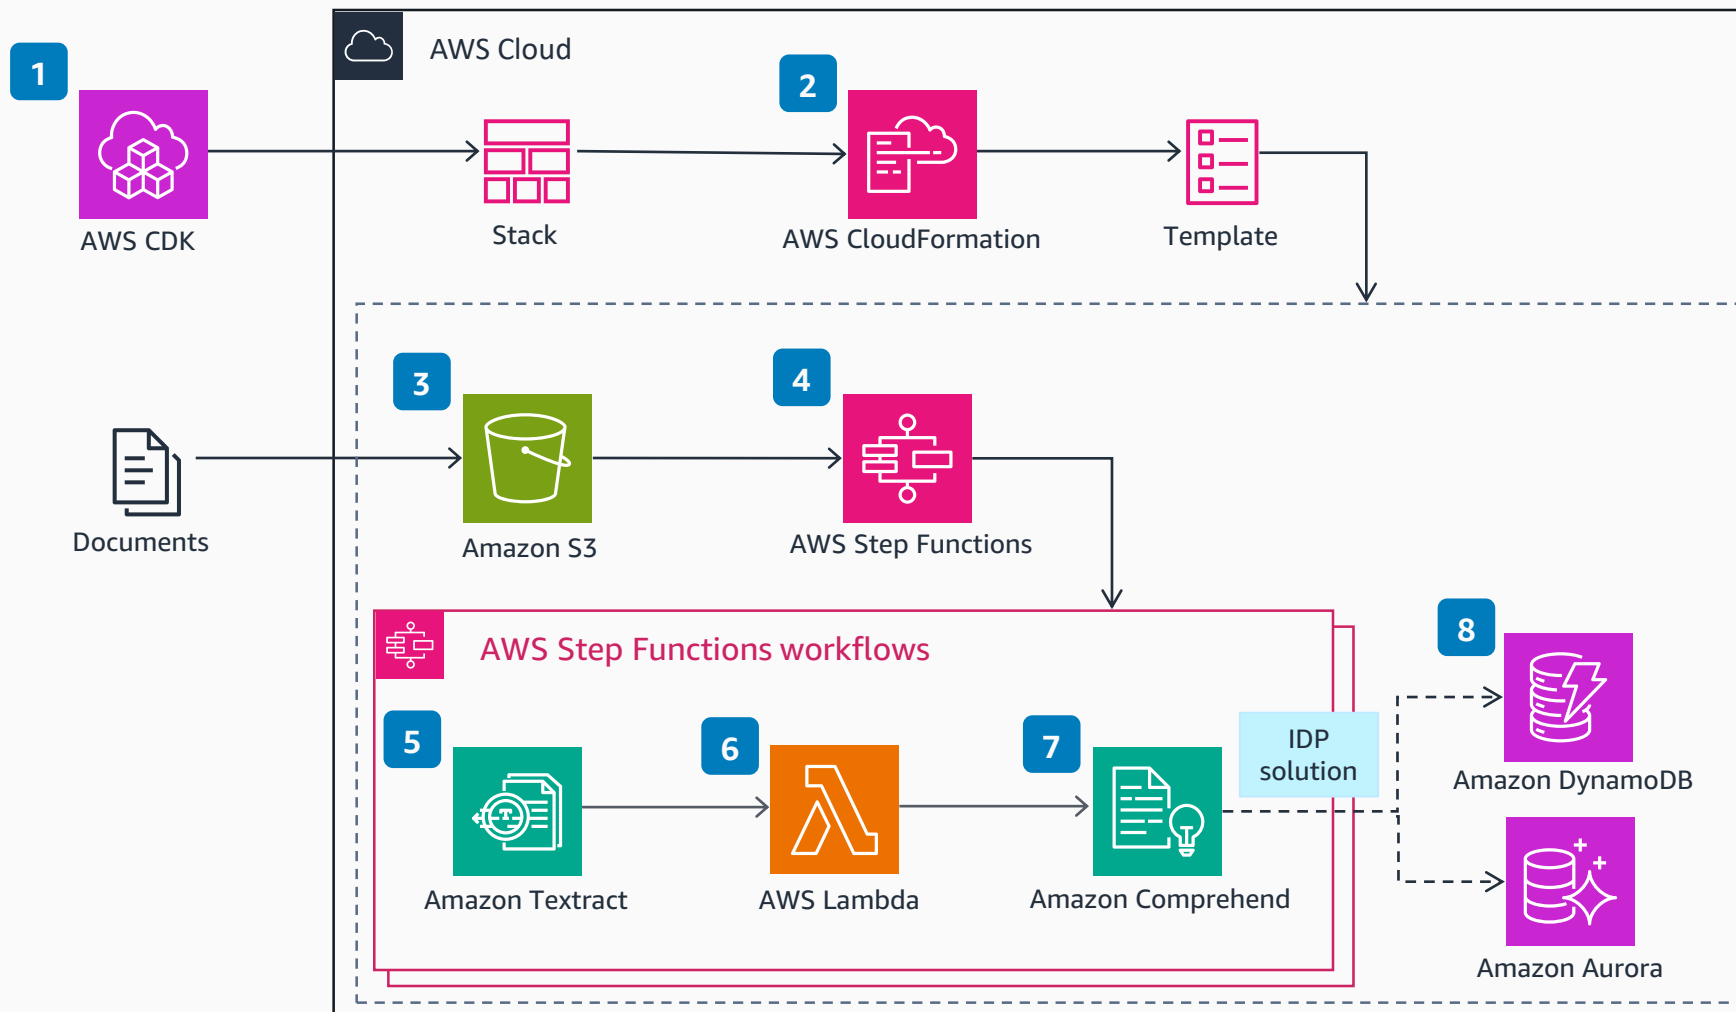 AWS Cloud
1
2
AWS CDK
Stack
AWS CloudFormation
Template
3
4
Documents
Amazon S3
AWS Step Functions
AWS Step Functions workflows
8
5
6
7
IDP
solution
Amazon DynamoDB
Amazon Textract
AWS Lambda
Amazon Comprehend
Amazon Aurora